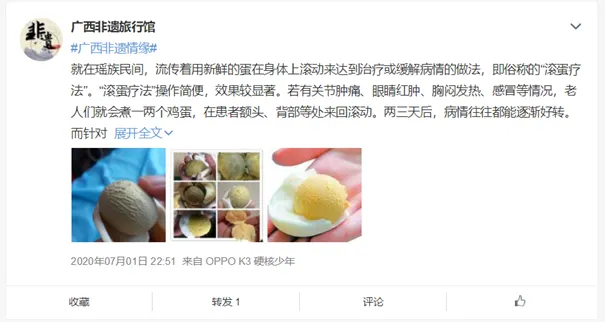 非遗
广西非遗旅行馆
#广西非遗情缘#
就在瑶族民间，流传着用新鲜的蛋在身体上滚动来达到治疗或缓解病情的做法，即俗称的“滚蛋疗
法”。“滚蛋疗法”操作简便，效果较显著。若有关节肿痛、眼睛红肿、胸闷发热、感冒等情况，老
人们就会煮一两个鸡蛋，在患者额头、背部等处来回滚动。两三天后，病情往往都能逐渐好转。
而针对 展开全文
2020年07月01日 22:51 来自 OPPO K3 硬核少年
收藏 转发 1 评论